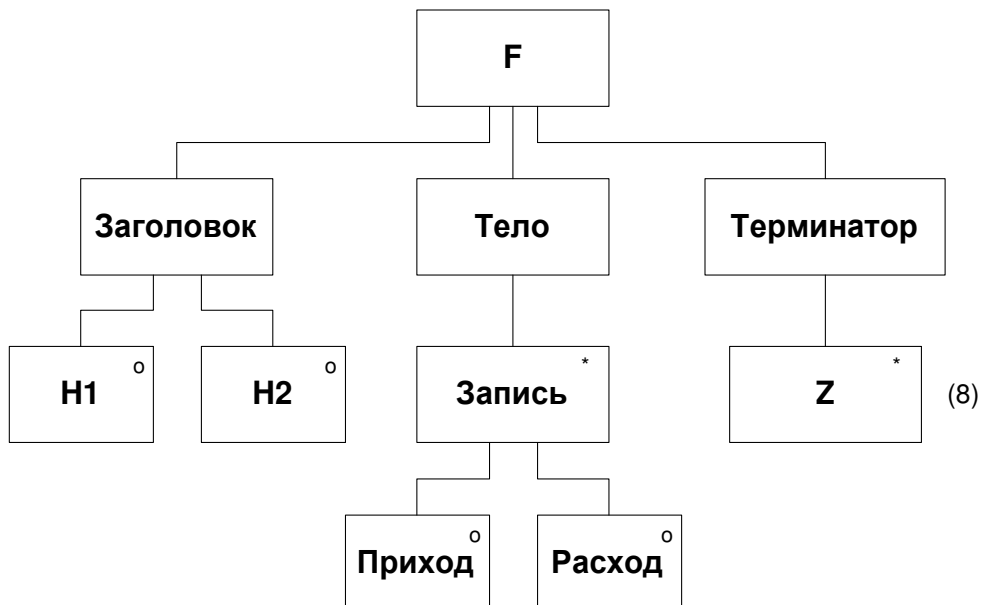 F
Заголовок Тело Терминатор
H1 o H2 o Запись * Z * (8)
Приход o Расход o